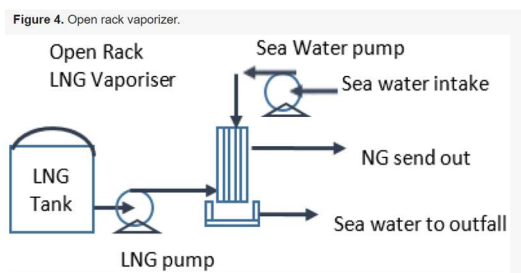 Figure 4. Open rack vaporizer.
Open Rack
LNG Vaporiser
Sea Water pump
Sea water intake
NG send out
LNG
Tank
Sea water to outfall
LNG pump